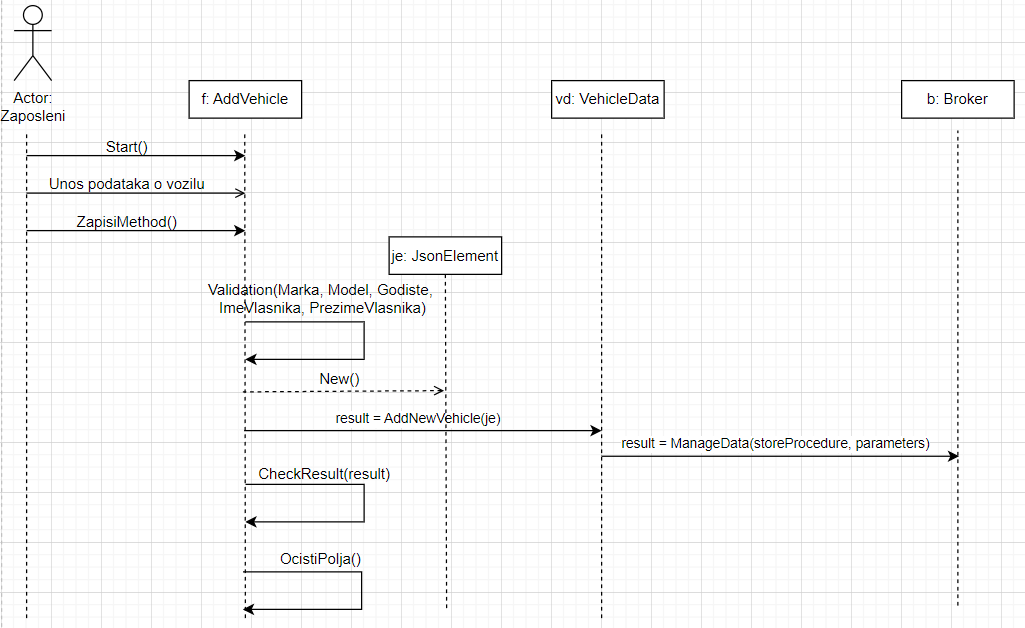 Actor:
Zaposleni
f: AddVehicle
vd: VehicleData
b: Broker
Start()
Unos podataka o vozilu
ZapisiMethod()
je: JsonElement
Validation(Marka, Model, Godiste,
ImeVlasnika, PrezimeVlasnika)
New()
result = AddNewVehicle(je)
result = ManageData(storeProcedure, parameters)
CheckResult(result)
OcistiPolja()